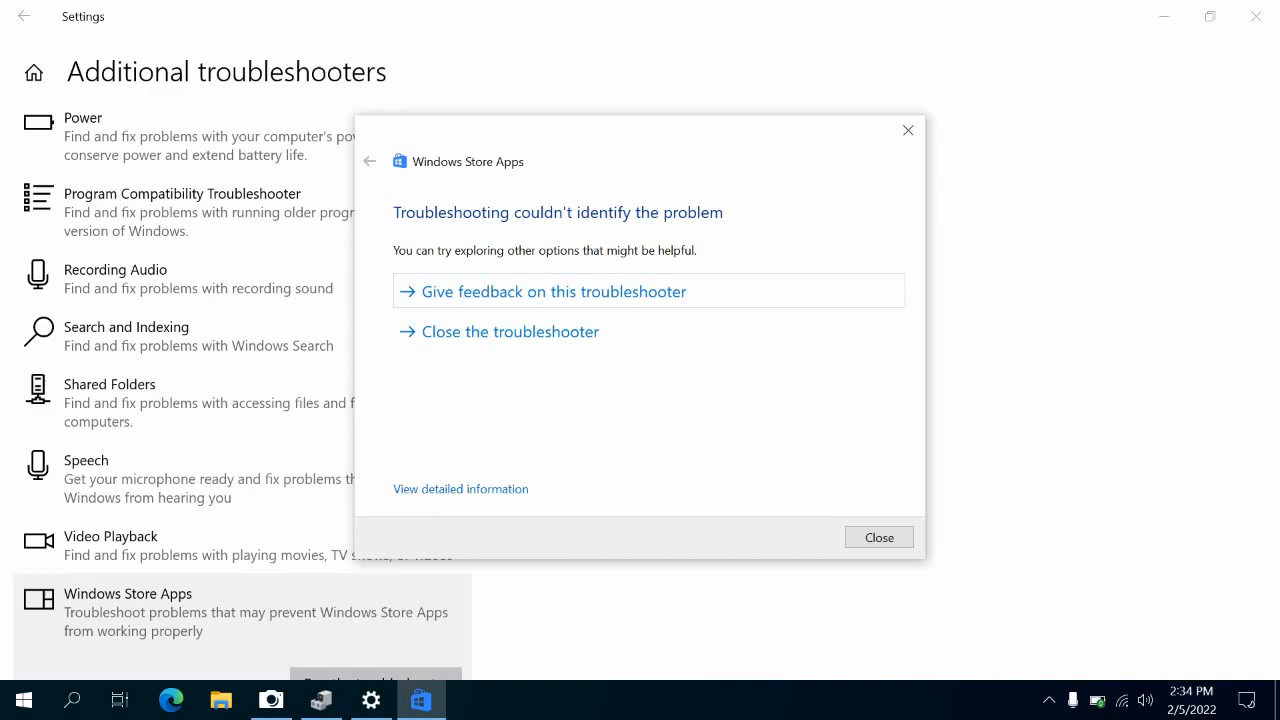 Settings
Additional troubleshooters
Power
Find and fix problems with your computer's po
conserve power and extend battery life.
Program Compatibility Troubleshooter
Find and fix problems with running older progr
version of Windows.
Recording Audio
Find and fix problems with recording sound
Search and Indexing
Find and fix problems with Windows Search
Shared Folders
Find and fix problems with accessing files and f
computers.
Speech
Get your microphone ready and fix problems th
Windows from hearing you
Video Playback
Find and fix problems with playing movies, TV
Windows Store Apps
Troubleshoot problems that may prevent Windows Store Apps
from working properly
Windows Store Apps
Troubleshooting couldn't identify the problem
You can try exploring other options that might be helpful.
Give feedback on this troubleshooter
Close the troubleshooter
View detailed information
Close
2:34 PM
2/5/2022